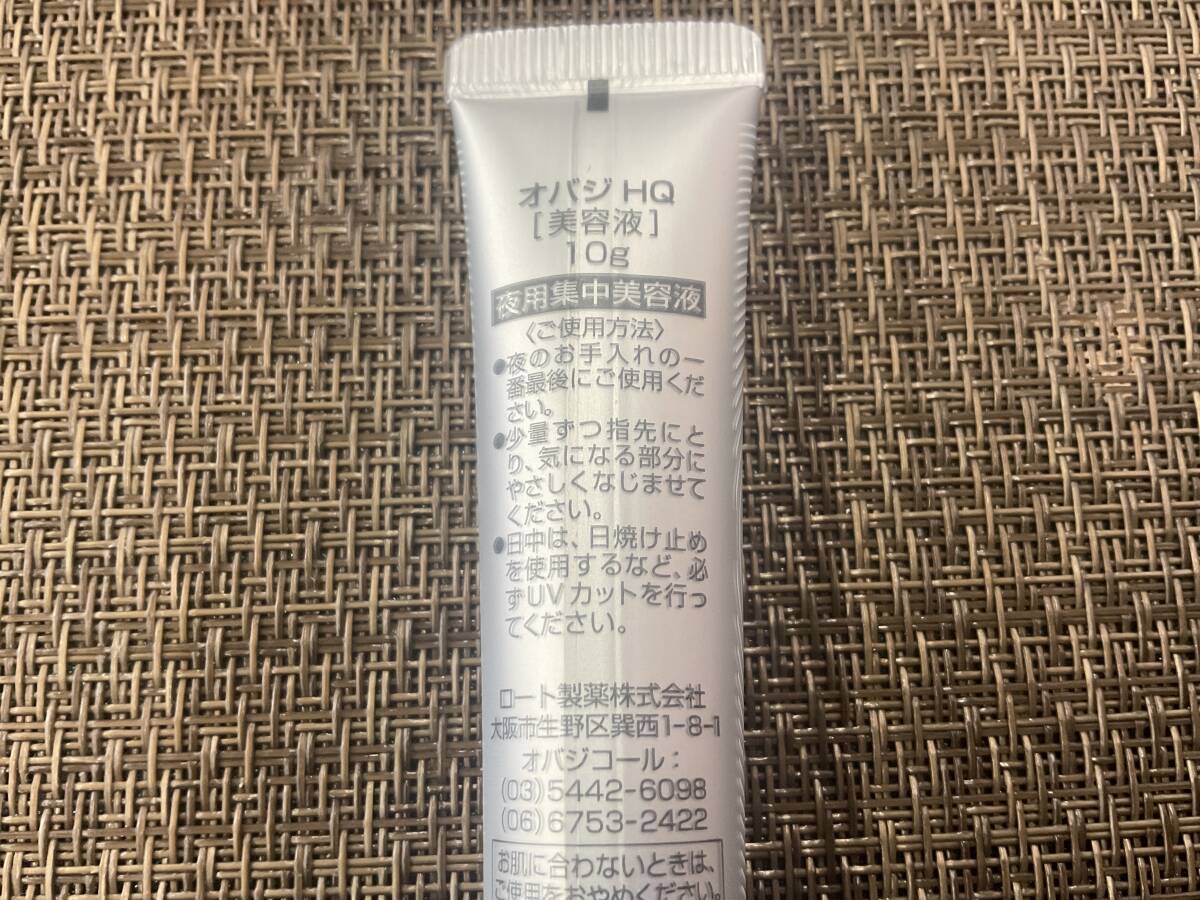 オバジ HQ
[美容液]
10g
夜用集中美容液
〈ご使用方法〉
●夜のお手入れの一
番最後にご使用くだ
さい。
●少量ずつ指先にと
り、気になる部分に
やさしくなじませて
ください。
●日中は、日焼け止め
を使用するなど、必
ずUVカットを行っ
てください。
ロート製薬株式会社
大阪市生野区巽西1-8-1
オバジコール：
(03)5442-6098
(06)6753-2422
お肌に合わないときは、
ご使用をおやめください。